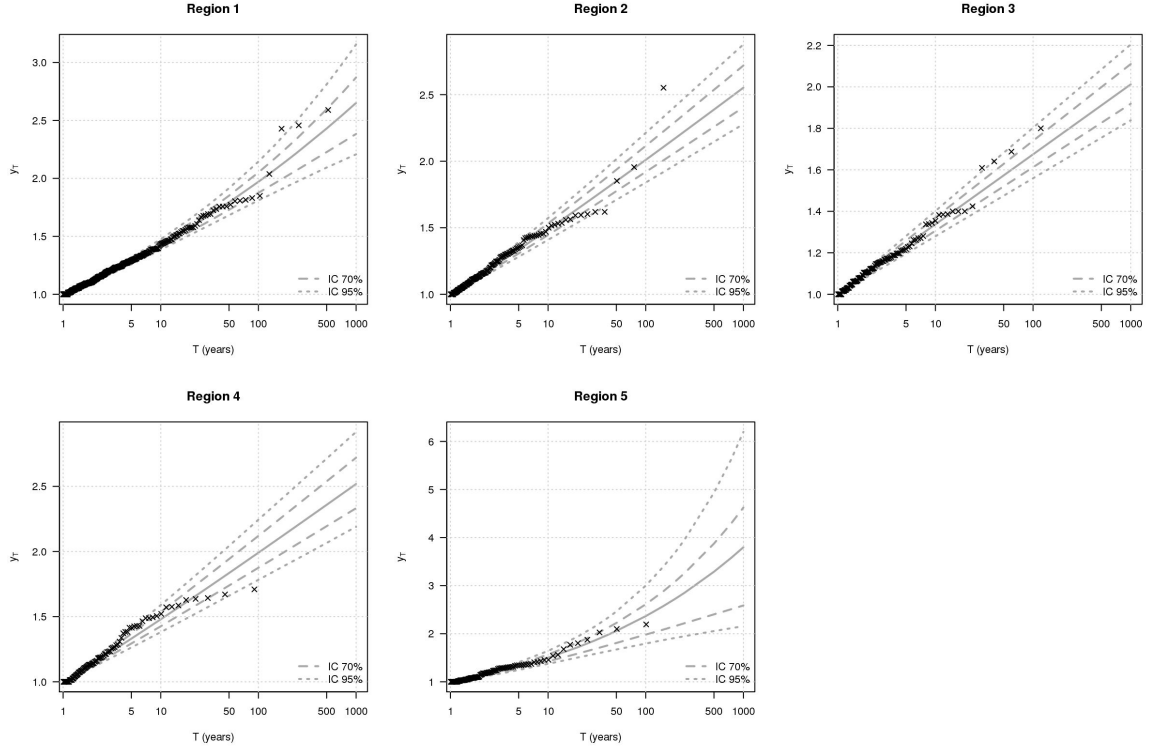 Region 1
Region 2
Region 3
3.0
2.5
2.0
1.5
1.0
yT
IC 70%
IC 95%
1 5 10 50 100 500 1000
T (years)
2.5
2.0
1.5
1.0
yT
IC 70%
IC 95%
1 5 10 50 100 500 1000
T (years)
2.2
2.0
1.8
1.6
1.4
1.2
1.0
yT
IC 70%
IC 95%
1 5 10 50 100 500 1000
T (years)
Region 4
Region 5
2.5
2.0
1.5
1.0
yT
IC 70%
IC 95%
1 5 10 50 100 500 1000
T (years)
6
5
4
3
2
1
yT
IC 70%
IC 95%
1 5 10 50 100 500 1000
T (years)